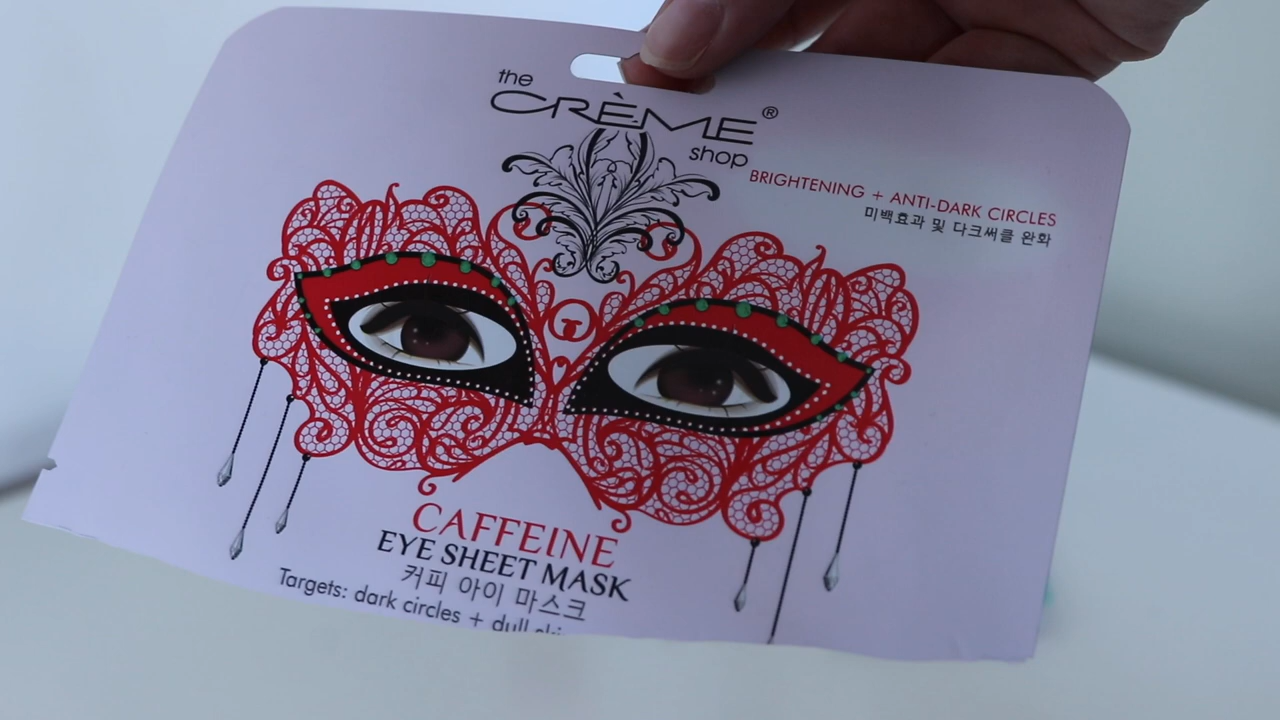 the
CRÈME®
shop
BRIGHTENING + ANTI-DARK CIRCLES
미백효과 및 다크써클 완화
CAFFEINE
EYE SHEET MASK
커피 아이 마스크
Targets: dark circles + dull